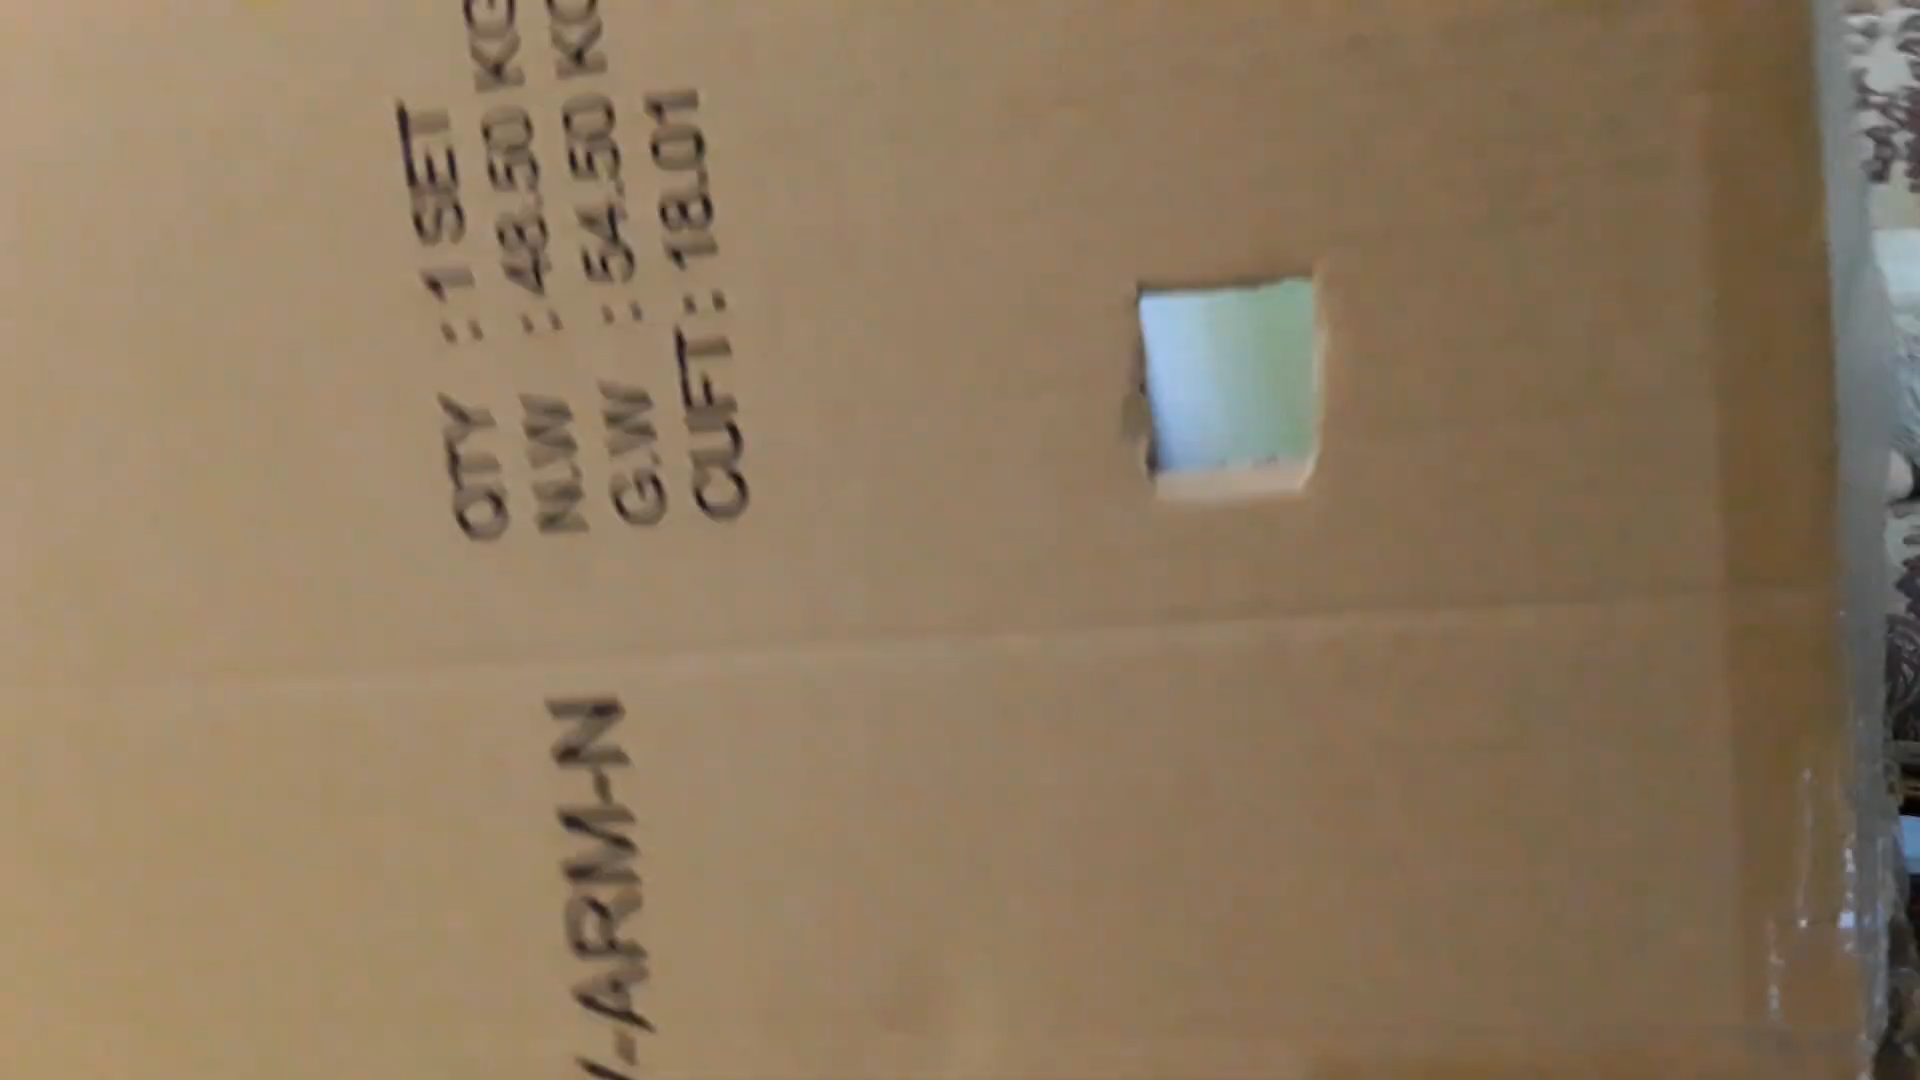 QTY : 1 SET
N.W : 48.50 KG
G.W : 54.50 KG
CUFT : 18.01
-ARM-N